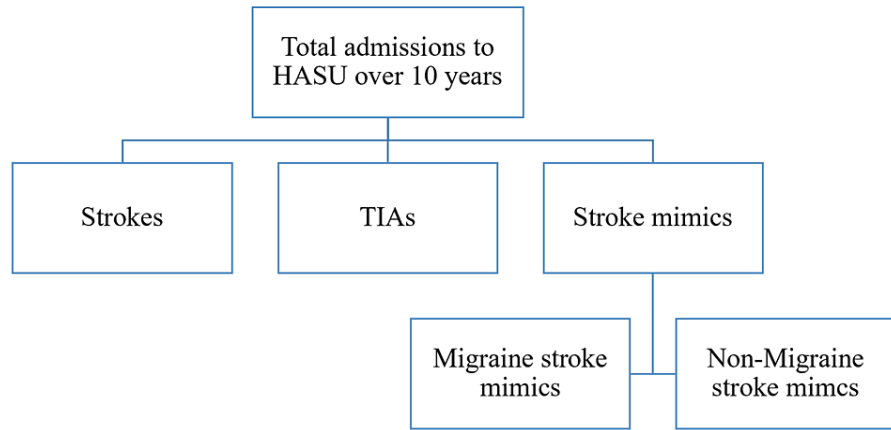 Total admissions to
HASU over 10 years
Strokes
TIAs
Stroke mimics
Migraine stroke
mimics
Non-Migraine
stroke mimcs